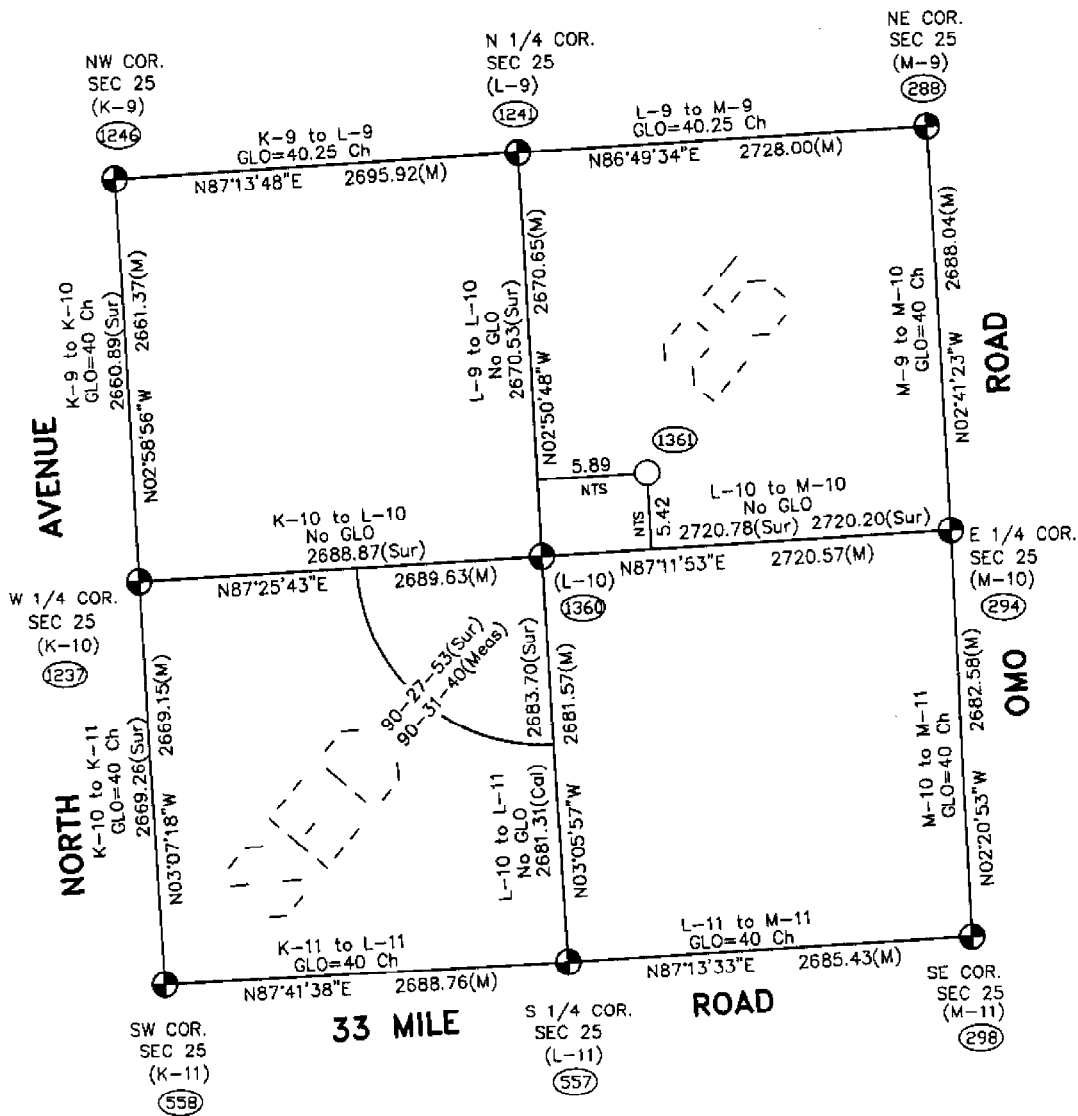 NW COR.
SEC 25
(K-9)
1246
N 1/4 COR.
SEC 25
(L-9)
1241
NE COR.
SEC 25
(M-9)
288
K-9 to L-9
GLO=40.25 Ch
N87°13'48"E 2695.92(M)
L-9 to M-9
GLO=40.25 Ch
N86°49'34"E 2728.00(M)
AVENUE
K-9 to K-10
GLO=40 Ch
2660.89(Sur) 2661.37(M)
N02°58'56"W
L-9 to L-10
No GLO
2670.53(Sur) 2670.65(M)
N02°50'48"W
M-9 to M-10
GLO=40 Ch
2688.04(M)
N02°41'23"W
ROAD
1361
5.89
NTS
NTS
5.42
K-10 to L-10
No GLO
2688.87(Sur)
N87°25'43"E 2689.63(M)
L-10 to M-10
No GLO
2720.78(Sur) 2720.20(Sur)
N87°11'53"E 2720.57(M)
(L-10)
1360
W 1/4 COR.
SEC 25
(K-10)
1237
E 1/4 COR.
SEC 25
(M-10)
294
90-27-53(Sur)
90-31-40(Meas)
NORTH
K-10 to K-11
GLO=40 Ch
2669.26(Sur) 2669.15(M)
N03°07'18"W
L-10 to L-11
No GLO
2681.31(Cal) 2683.70(Sur)
N03°05'57"W 2681.57(M)
M-10 to M-11
GLO=40 Ch
2682.58(M)
N02°20'53"W
OMO
K-11 to L-11
GLO=40 Ch
N87°41'38"E 2688.76(M)
L-11 to M-11
GLO=40 Ch
N87°13'33"E 2685.43(M)
33 MILE ROAD
SW COR.
SEC 25
(K-11)
558
S 1/4 COR.
SEC 25
(L-11)
557
SE COR.
SEC 25
(M-11)
298